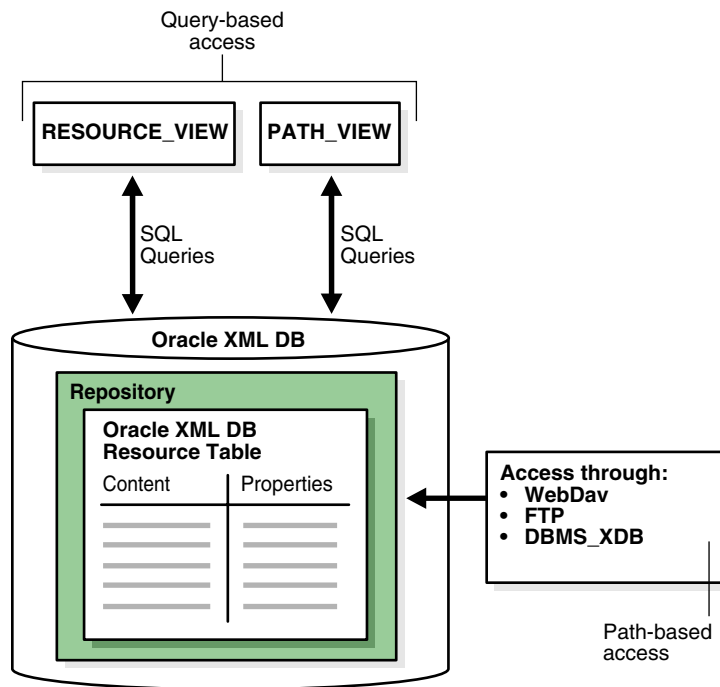 Query-based
access
RESOURCE_VIEW
PATH_VIEW
SQL
Queries
SQL
Queries
Oracle XML DB
Repository
Oracle XML DB
Resource Table
Content
Properties
Access through:
• WebDav
• FTP
• DBMS_XDB
Path-based
access